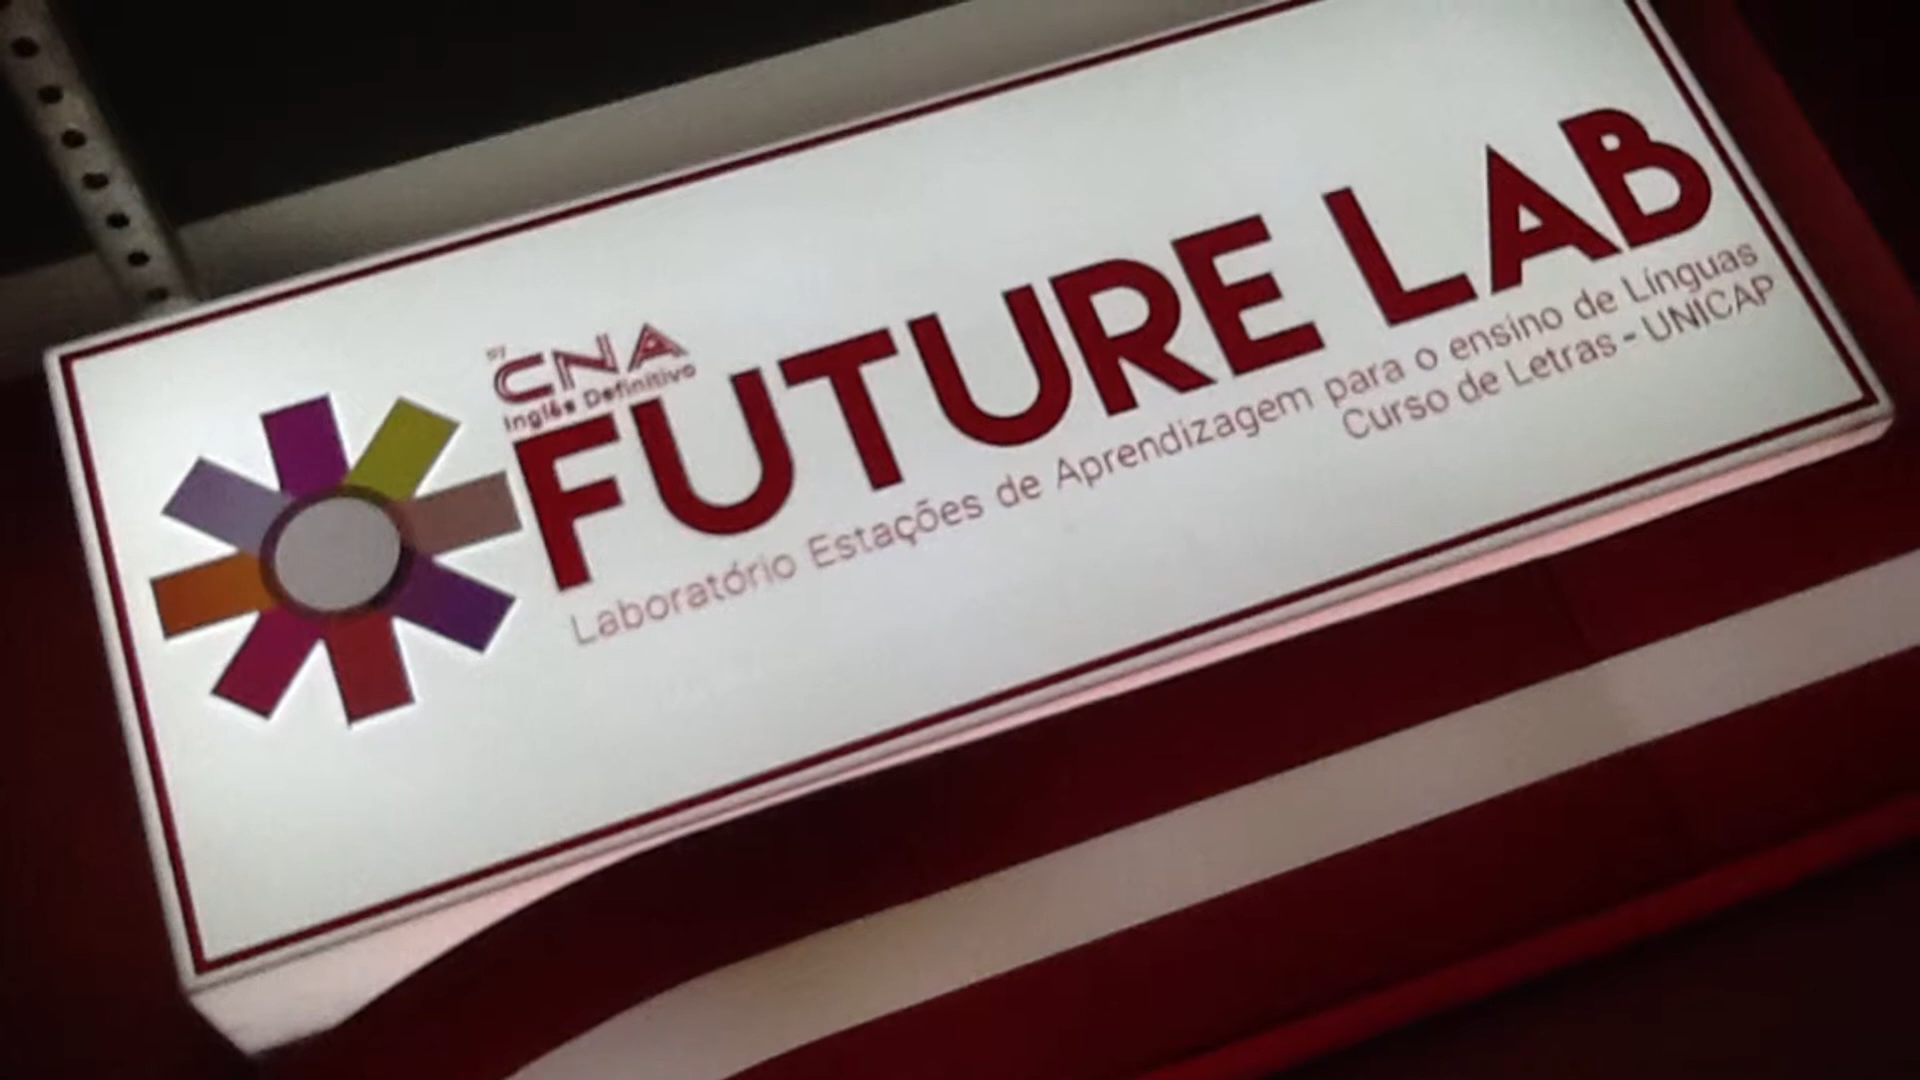 BY
CNA
Inglês Definitivo
FUTURE LAB
Laboratório Estações de Aprendizagem para o ensino de Línguas
Curso de Letras - UNICAP